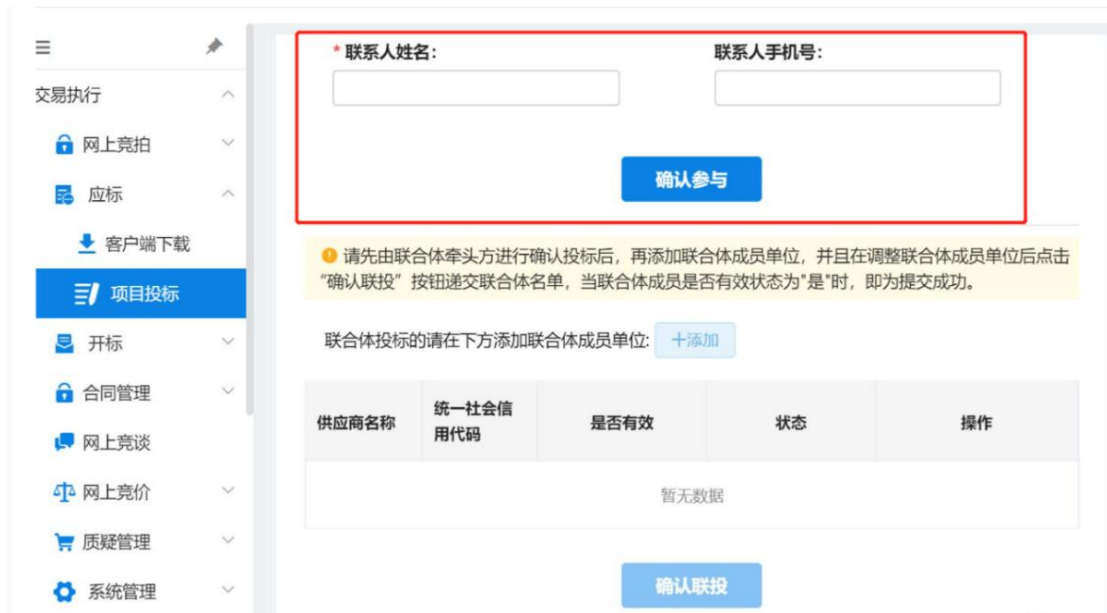 交易执行
网上竞拍
应标
客户端下载
项目投标
开标
合同管理
网上竞谈
网上竞价
质疑管理
系统管理
* 联系人姓名: 联系人手机号:
确认参与
请先由联合体牵头方进行确认投标后，再添加联合体成员单位，并且在调整联合体成员单位后点击
“确认联投”按钮递交联合体名单，当联合体成员是否有效状态为"是"时，即为提交成功。
联合体投标的请在下方添加联合体成员单位: 十添加
供应商名称 统一社会信用代码 是否有效 状态 操作
暂无数据
确认联投